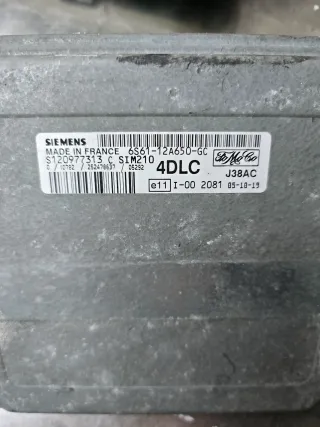 SIEMENS
MADE IN FRANCE 6S61-12A650-GC
S120977313 C SIM210
4DLC
J38AC
e11 I-00 2081 05-10-19